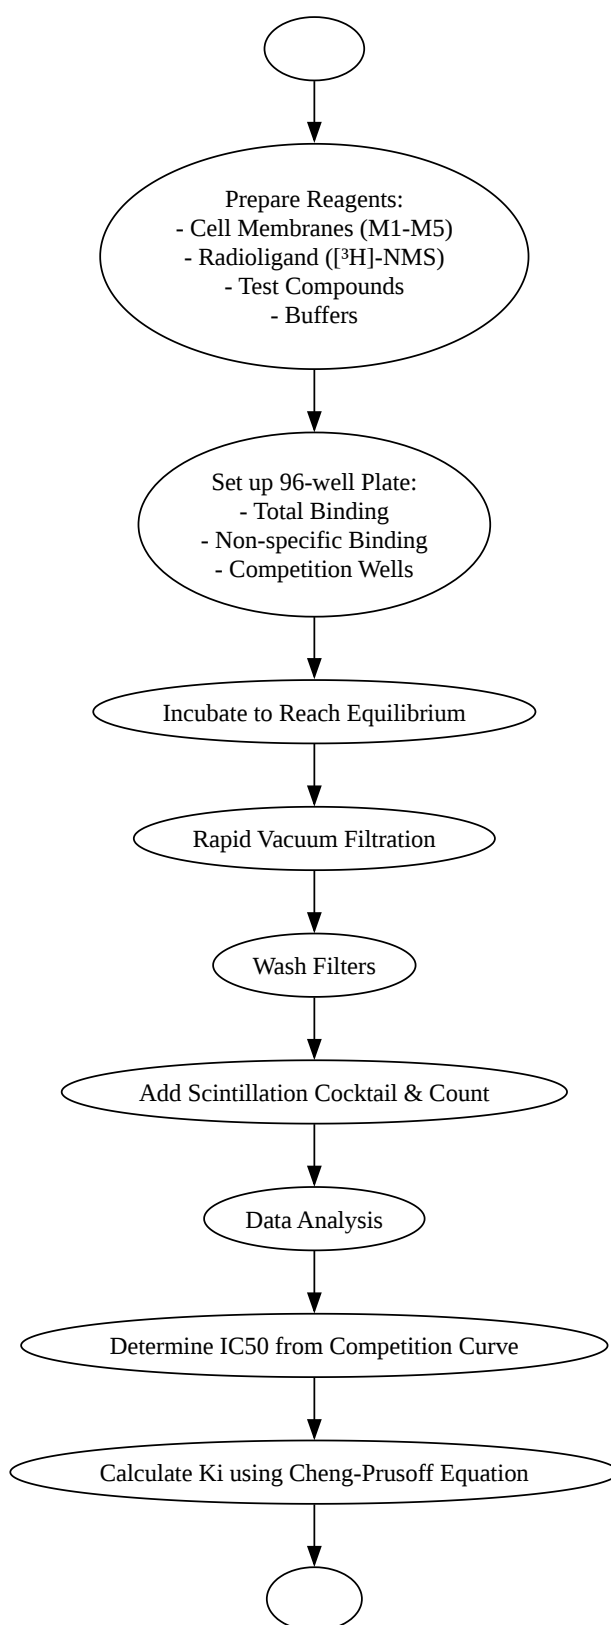 Prepare Reagents:
- Cell Membranes (M1-M5)
- Radioligand ([³H]-NMS)
- Test Compounds
- Buffers
Set up 96-well Plate:
- Total Binding
- Non-specific Binding
- Competition Wells
Incubate to Reach Equilibrium
Rapid Vacuum Filtration
Wash Filters
Add Scintillation Cocktail & Count
Data Analysis
Determine IC50 from Competition Curve
Calculate Ki using Cheng-Prusoff Equation